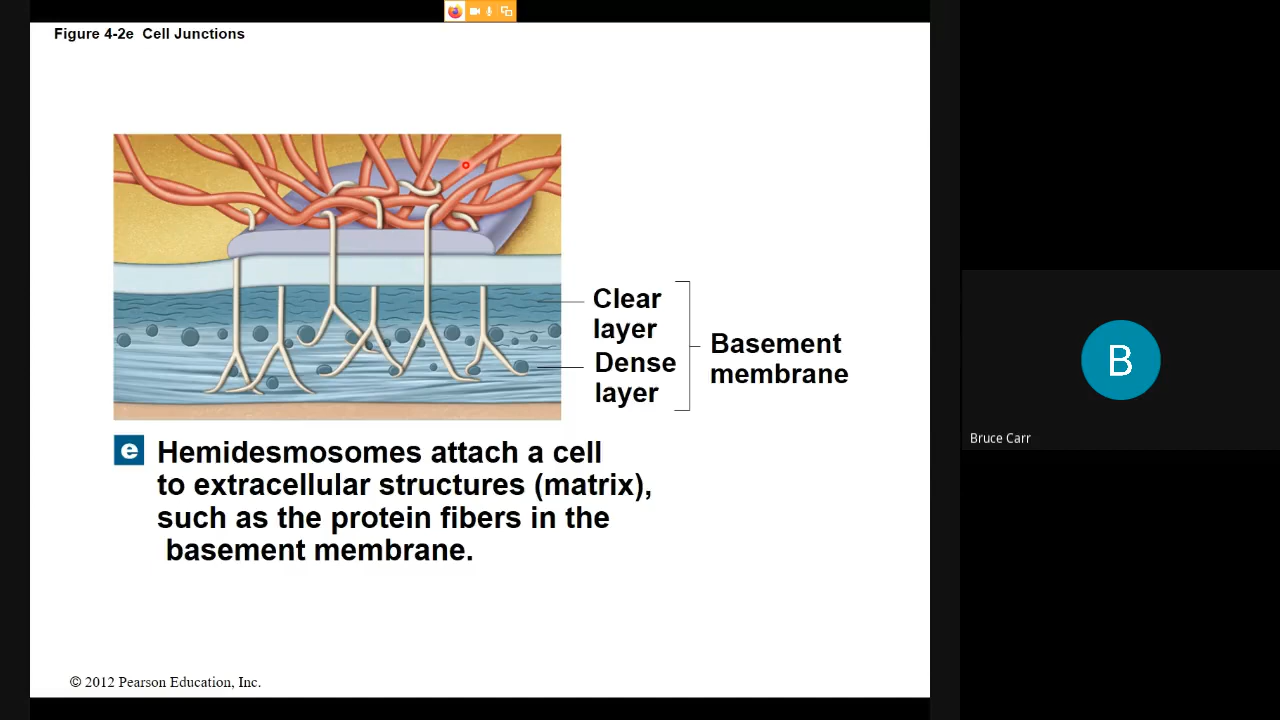 Figure 4-2e Cell Junctions
Clear
layer
Dense
layer
Basement
membrane
e Hemidesmosomes attach a cell
to extracellular structures (matrix),
such as the protein fibers in the
basement membrane.
© 2012 Pearson Education, Inc.
B
Bruce Carr